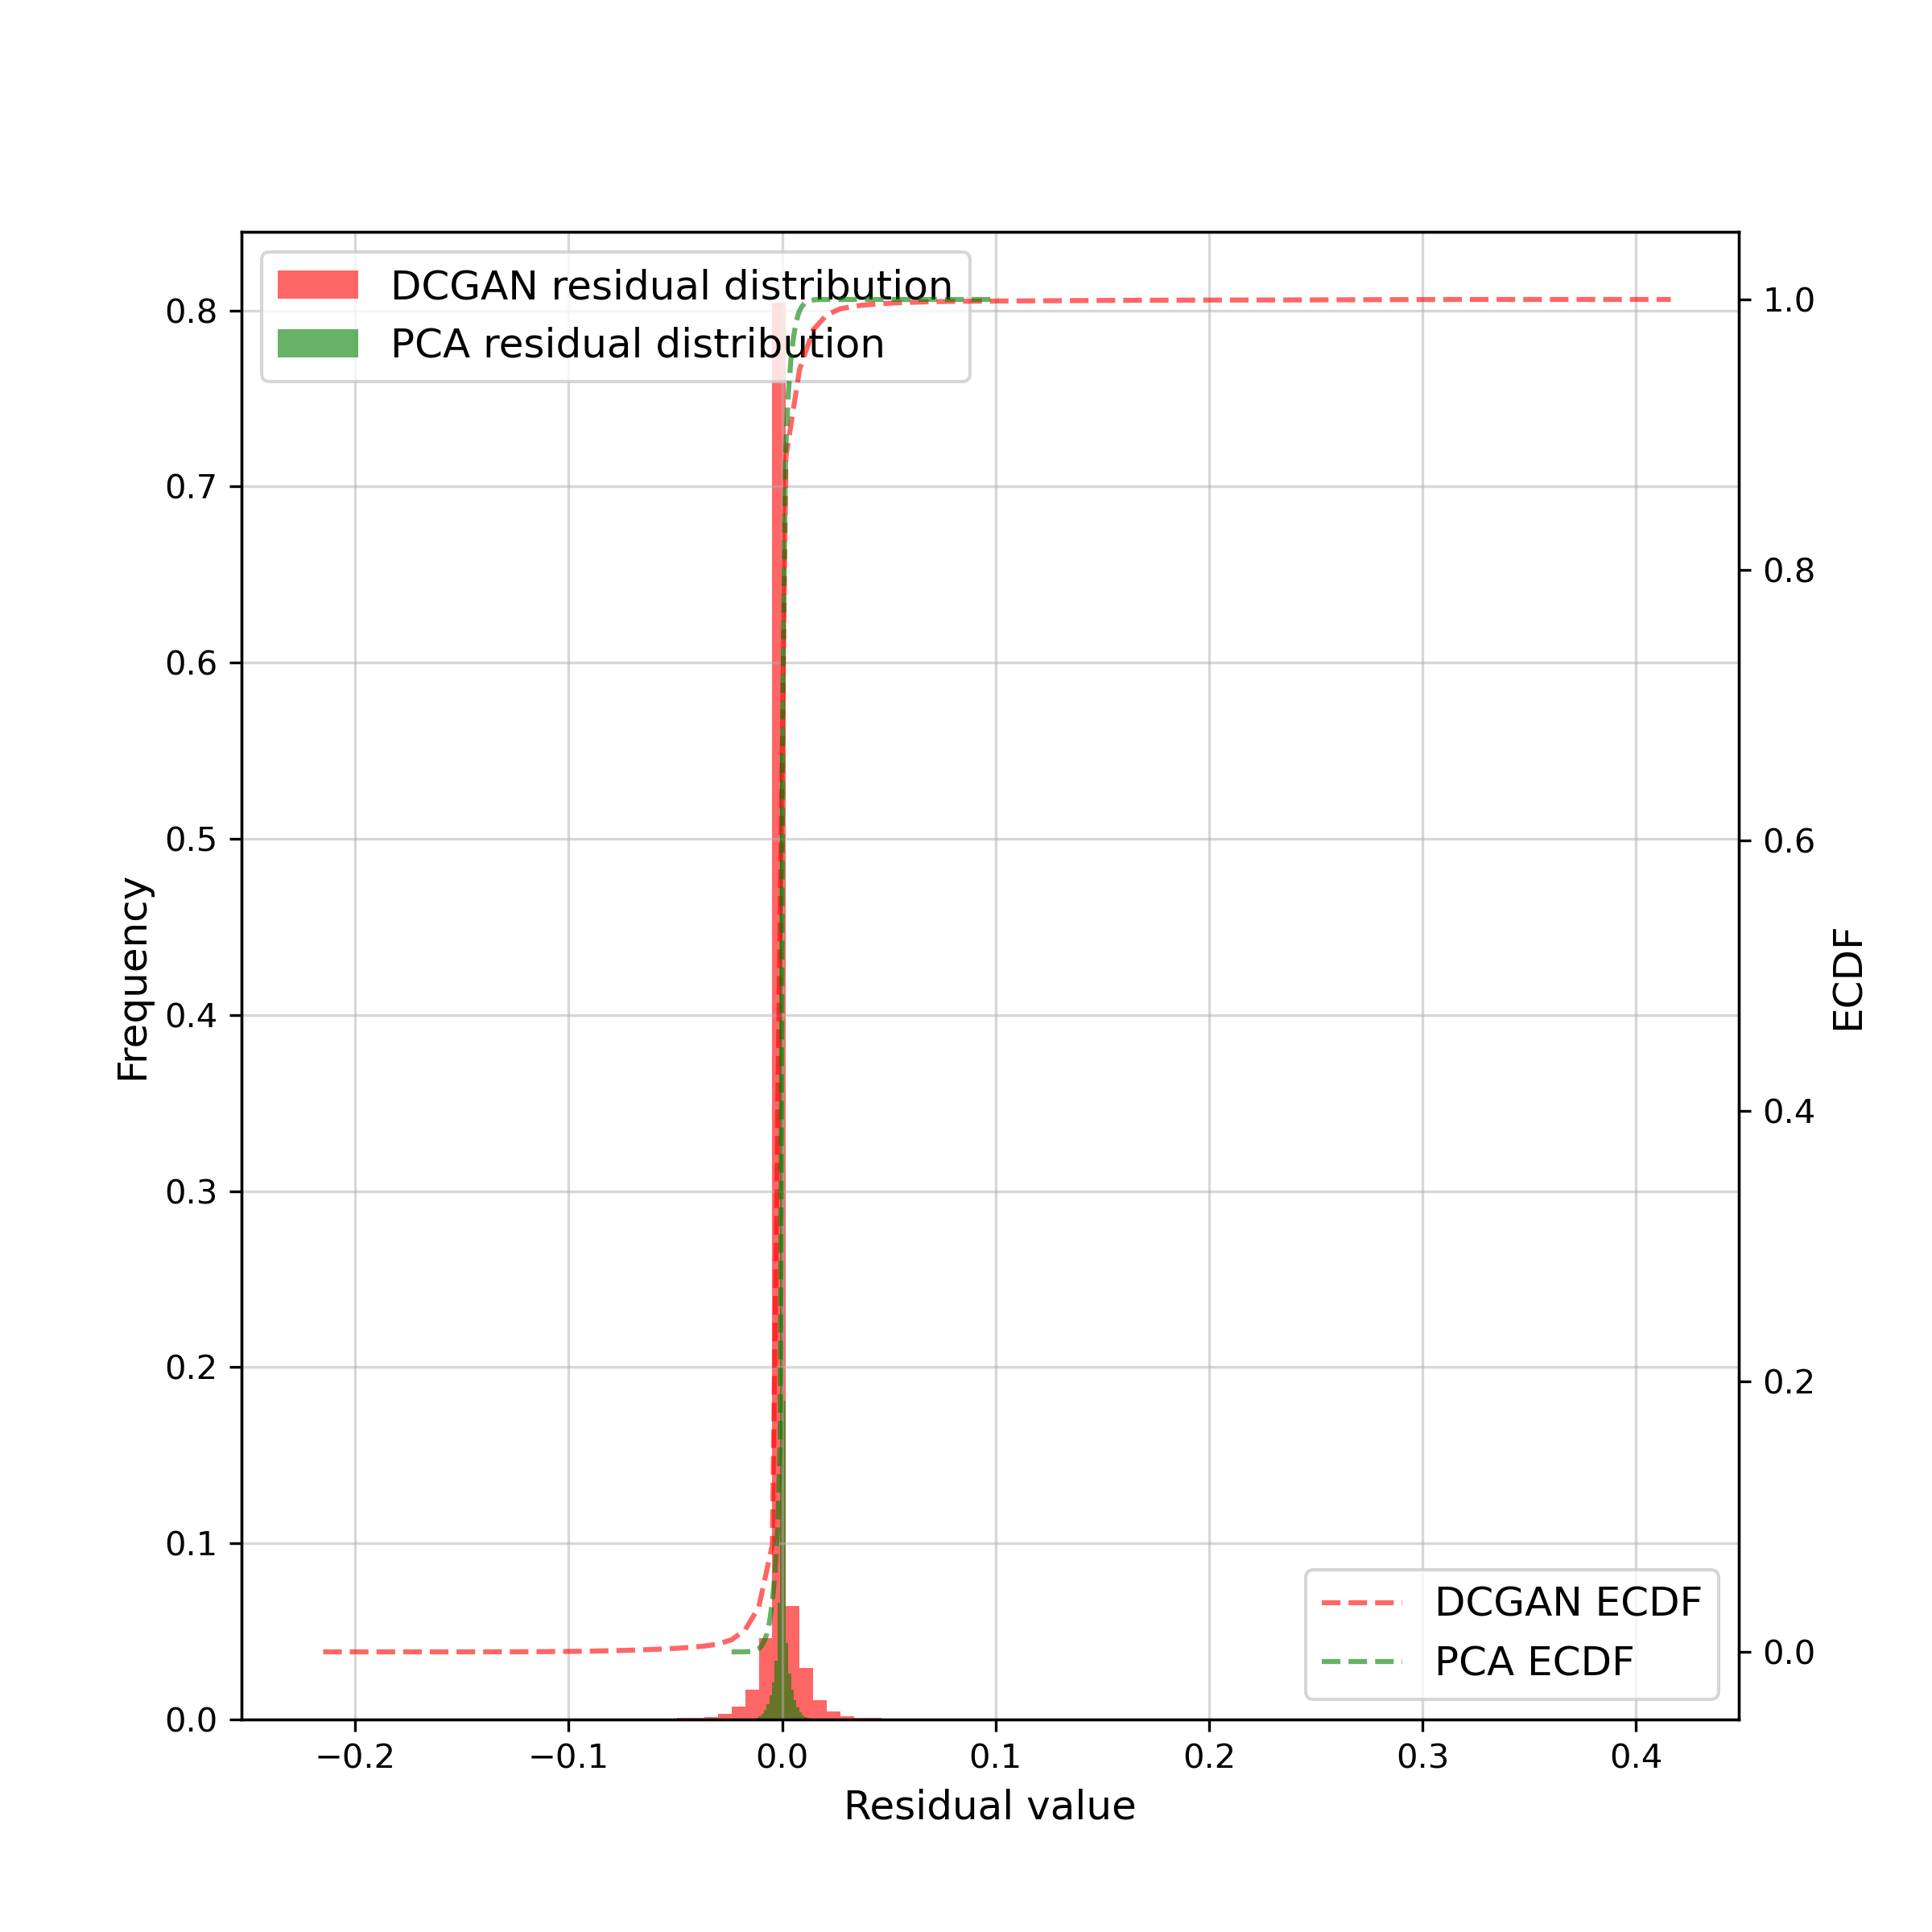 DCGAN residual distribution
PCA residual distribution
0.8
0.7
0.6
0.5
0.4
0.3
0.2
0.1
0.0
Frequency
1.0
0.8
0.6
0.4
0.2
0.0
ECDF
DCGAN ECDF
PCA ECDF
−0.2 −0.1 0.0 0.1 0.2 0.3 0.4
Residual value